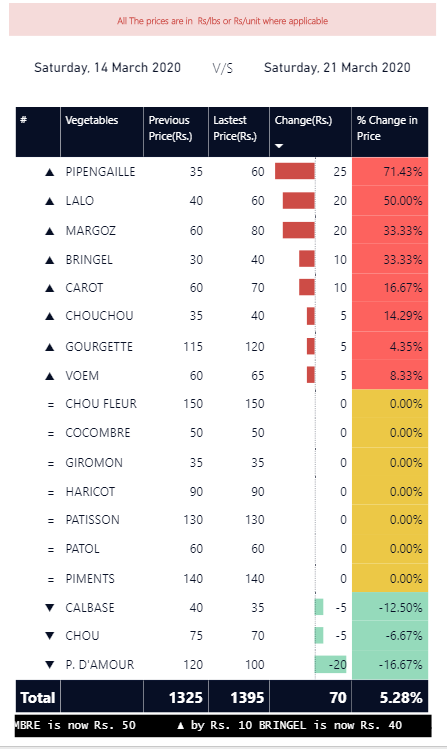 All The prices are in Rs/lbs or Rs/unit where applicable
Saturday, 14 March 2020 V/S Saturday, 21 March 2020
# Vegetables Previous Price(Rs.) Lastest Price(Rs.) Change(Rs.) % Change in Price
▲ PIPENGAILLE 35 60 25 71.43%
▲ LALO 40 60 20 50.00%
▲ MARGOZ 60 80 20 33.33%
▲ BRINGEL 30 40 10 33.33%
▲ CAROT 60 70 10 16.67%
▲ CHOUCHOU 35 40 5 14.29%
▲ GOURGETTE 115 120 5 4.35%
▲ VOEM 60 65 5 8.33%
= CHOU FLEUR 150 150 0 0.00%
= COCOMBRE 50 50 0 0.00%
= GIROMON 35 35 0 0.00%
= HARICOT 90 90 0 0.00%
= PATISSON 130 130 0 0.00%
= PATOL 60 60 0 0.00%
= PIMENTS 140 140 0 0.00%
▼ CALBASE 40 35 -5 -12.50%
▼ CHOU 75 70 -5 -6.67%
▼ P. D'AMOUR 120 100 -20 -16.67%
Total 1325 1395 70 5.28%
MBRE is now Rs. 50 ▲ by Rs. 10 BRINGEL is now Rs. 40